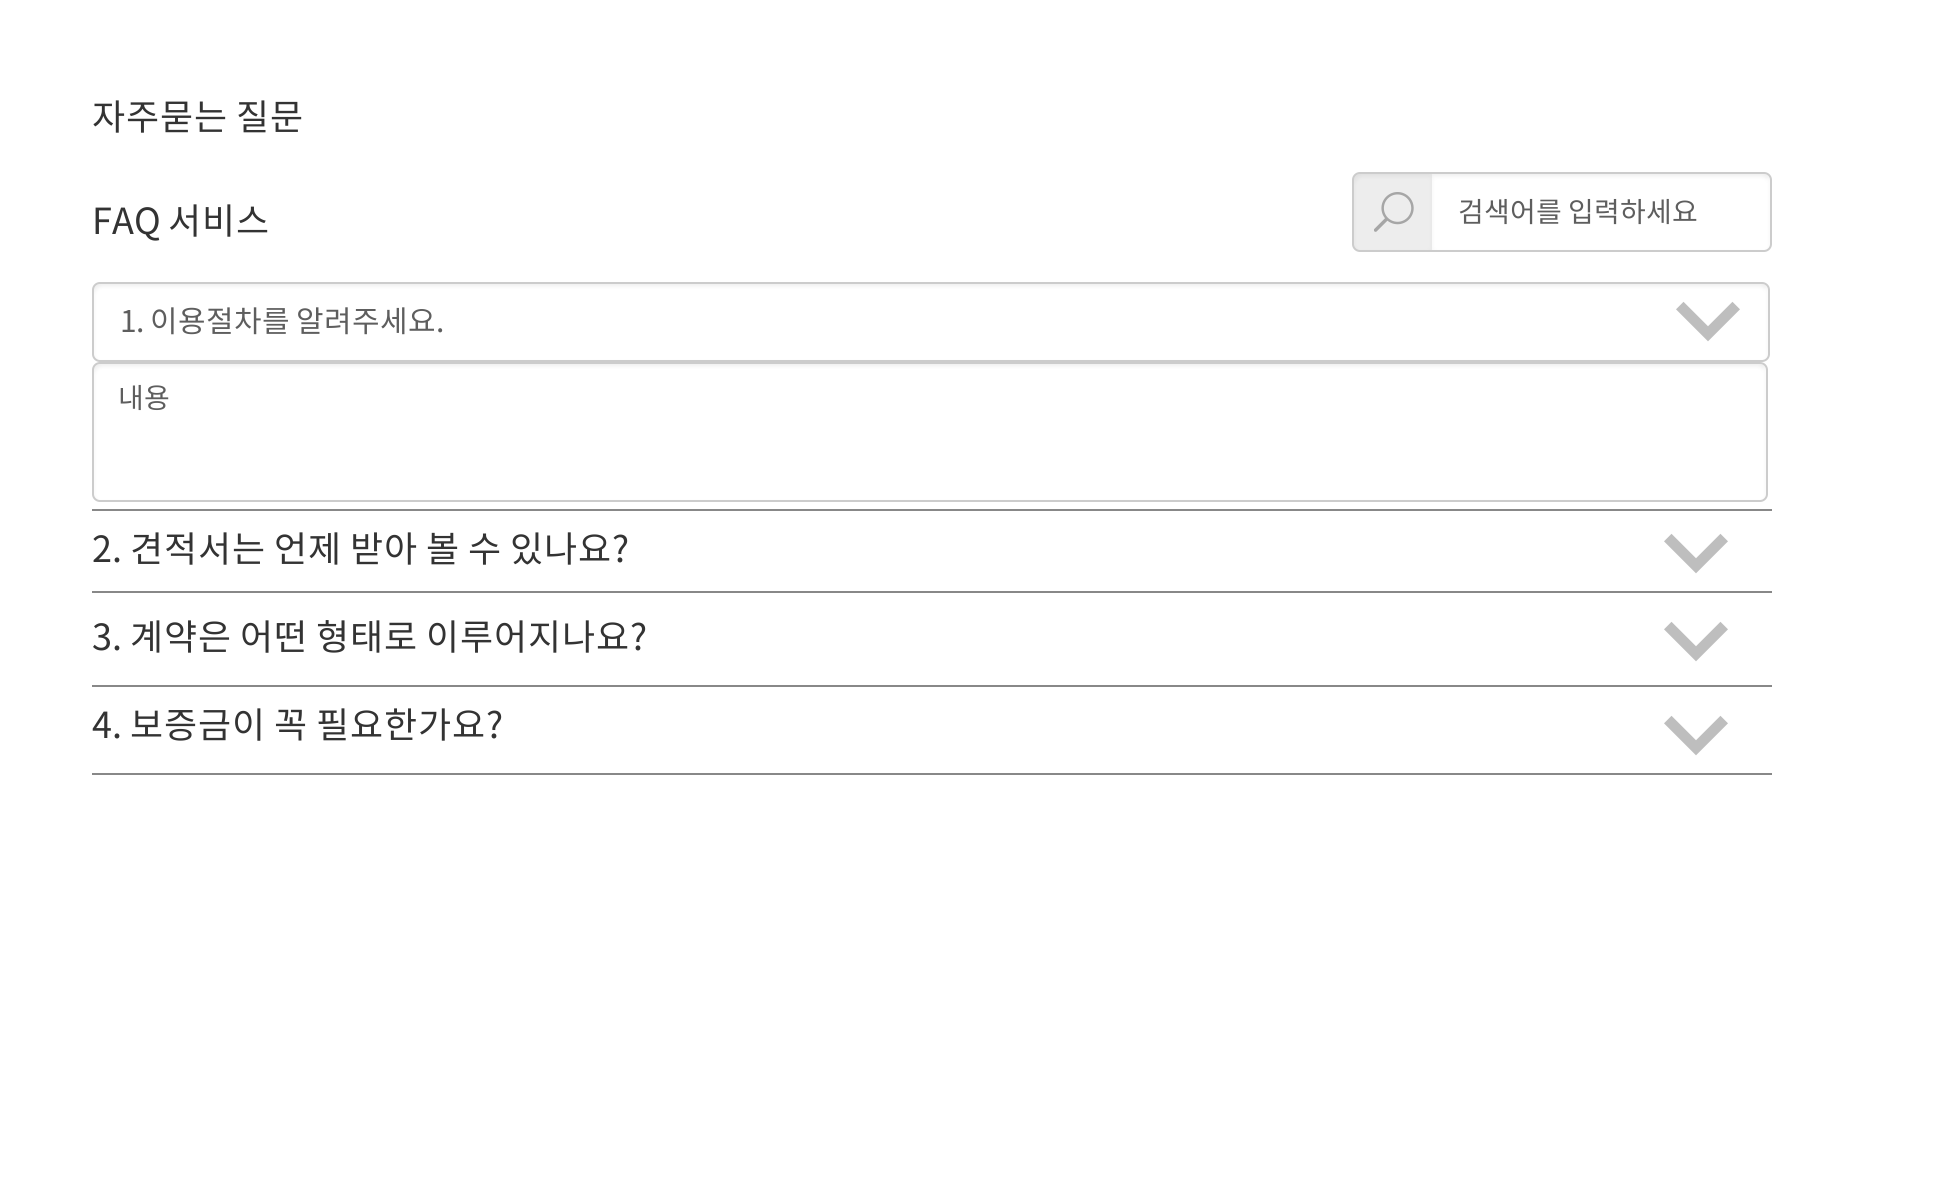 자주묻는 질문
FAQ 서비스
검색어를 입력하세요
1. 이용절차를 알려주세요.
내용
2. 견적서는 언제 받아 볼 수 있나요?
3. 계약은 어떤 형태로 이루어지나요?
4. 보증금이 꼭 필요한가요?